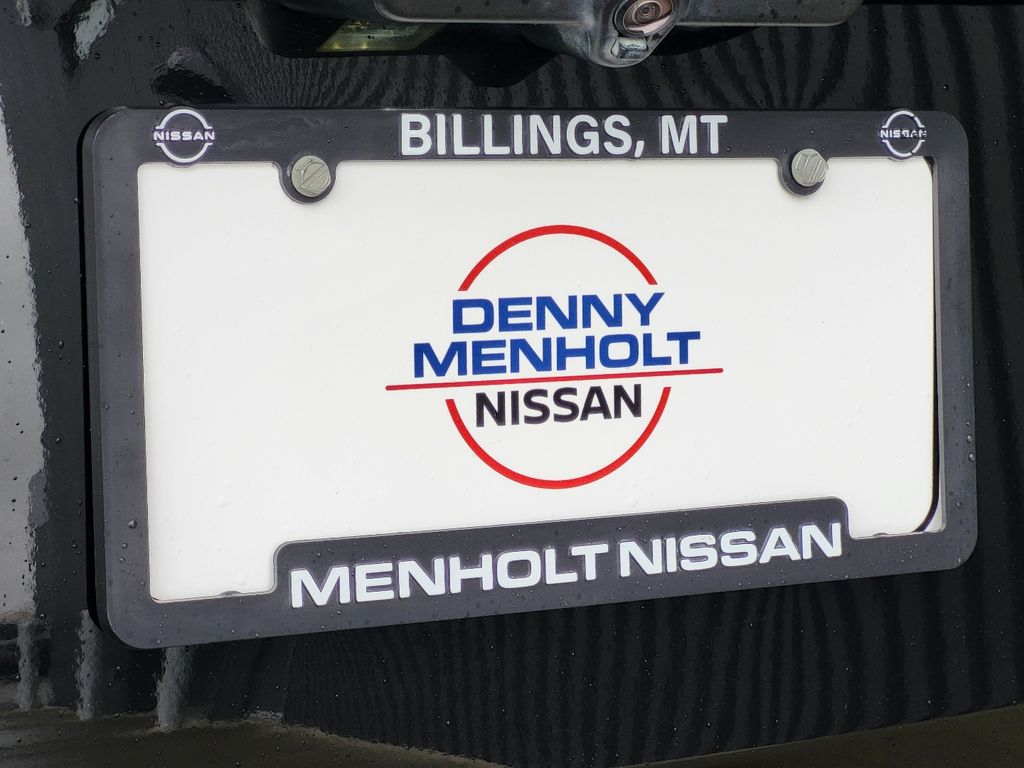 BILLINGS, MT
NISSAN
NISSAN
DENNY
MENHOLT
NISSAN
MENHOLT NISSAN